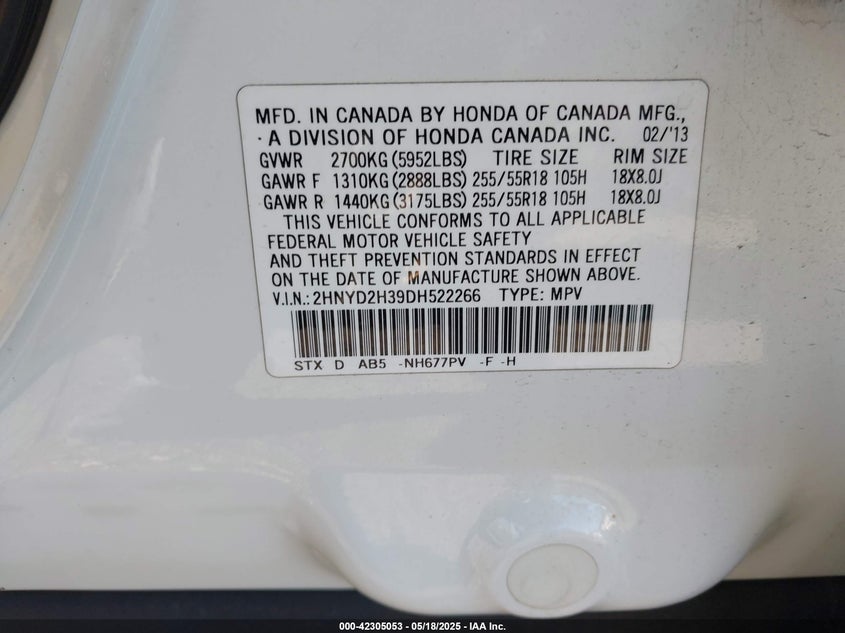 MFD. IN CANADA BY HONDA OF CANADA MFG.,
· A DIVISION OF HONDA CANADA INC. 02/'13
GVWR 2700KG (5952LBS) TIRE SIZE RIM SIZE
GAWR F 1310KG (2888LBS) 255/55R18 105H 18X8.0J
GAWR R 1440KG (3175LBS) 255/55R18 105H 18X8.0J
THIS VEHICLE CONFORMS TO ALL APPLICABLE
FEDERAL MOTOR VEHICLE SAFETY
AND THEFT PREVENTION STANDARDS IN EFFECT
ON THE DATE OF MANUFACTURE SHOWN ABOVE.
V.I.N.: 2HNYD2H39DH522266 TYPE: MPV
STX D AB5 -NH677PV -F -H
000-42305053 - 05/18/2025 - IAA Inc.